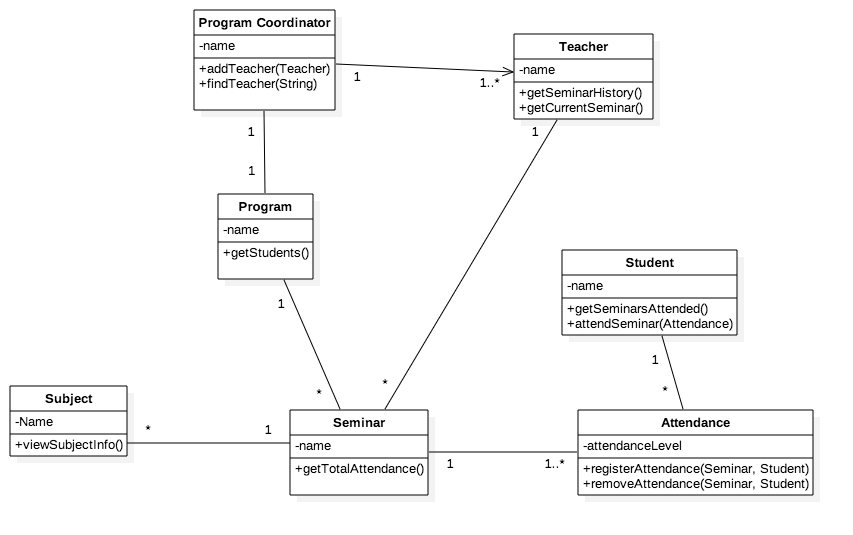 Program Coordinator
-name
+addTeacher(Teacher)
+findTeacher(String)
1
1..*
Teacher
-name
+getSeminarHistory()
+getCurrentSeminar()
1
1
1
Program
-name
+getStudents()
1
*
*
Student
-name
+getSeminarsAttended()
+attendSeminar(Attendance)
1
*
Subject
-Name
+viewSubjectInfo()
*
1
Seminar
-name
+getTotalAttendance()
1
1..*
Attendance
-attendanceLevel
+registerAttendance(Seminar, Student)
+removeAttendance(Seminar, Student)